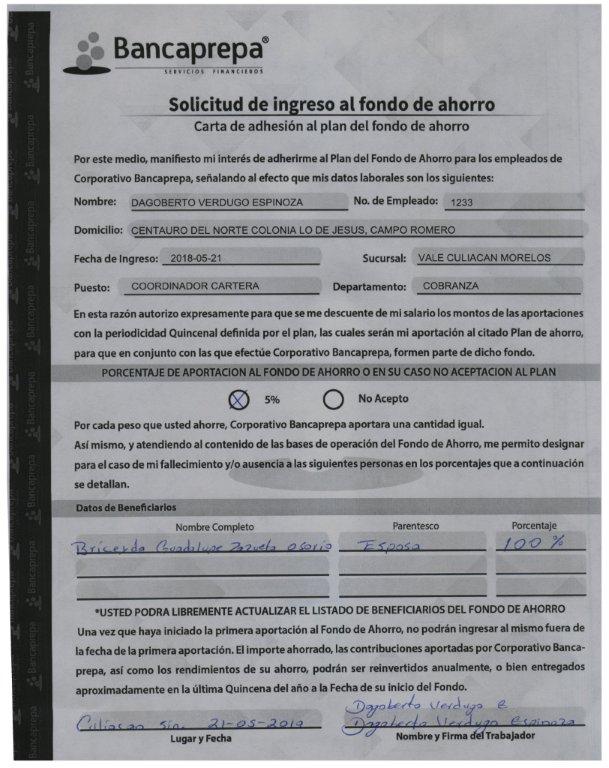 Bancaprepa®
SERVICIOS FINANCIEROS
Solicitud de ingreso al fondo de ahorro
Carta de adhesión al plan del fondo de ahorro
Por este medio, manifiesto mi interés de adherirme al Plan del Fondo de Ahorro para los empleados de
Corporativo Bancaprepa, señalando al efecto que mis datos laborales son los siguientes:
Nombre: DAGOBERTO VERDUGO ESPINOZA No. de Empleado: 1233
Domicilio: CENTAURO DEL NORTE COLONIA LO DE JESUS, CAMPO ROMERO
Fecha de Ingreso: 2018-05-21 Sucursal: VALE CULIACAN MORELOS
Puesto: COORDINADOR CARTERA Departamento: COBRANZA
En esta razón autorizo expresamente para que se me descuente de mi salario los montos de las aportaciones
con la periodicidad Quincenal definida por el plan, las cuales serán mi aportación al citado Plan de ahorro,
para que en conjunto con las que efectúe Corporativo Bancaprepa, formen parte de dicho fondo.
PORCENTAJE DE APORTACION AL FONDO DE AHORRO O EN SU CASO NO ACEPTACION AL PLAN
X 5% No Acepto
Por cada peso que usted ahorre, Corporativo Bancaprepa aportara una cantidad igual.
Así mismo, y atendiendo al contenido de las bases de operación del Fondo de Ahorro, me permito designar
para el caso de mi fallecimiento y/o ausencia a las siguientes personas en los porcentajes que a continuación
se detallan.
Datos de Beneficiarios
Nombre Completo Parentesco Porcentaje
Guadalupe Zazueta Osorio Esposa 100 %
*USTED PODRA LIBREMENTE ACTUALIZAR EL LISTADO DE BENEFICIARIOS DEL FONDO DE AHORRO
Una vez que haya iniciado la primera aportación al Fondo de Ahorro, no podrán ingresar al mismo fuera de
la fecha de la primera aportación. El importe ahorrado, las contribuciones aportadas por Corporativo Banca-
prepa, así como los rendimientos de su ahorro, podrán ser reinvertidos anualmente, o bien entregados
aproximadamente en la última Quincena del año a la Fecha de su inicio del Fondo.
Dagoberto Verdugo e
Culiacan sin. 21-05-2019 Dagoberto Verdugo Espinoza
Lugar y Fecha Nombre y Firma del Trabajador